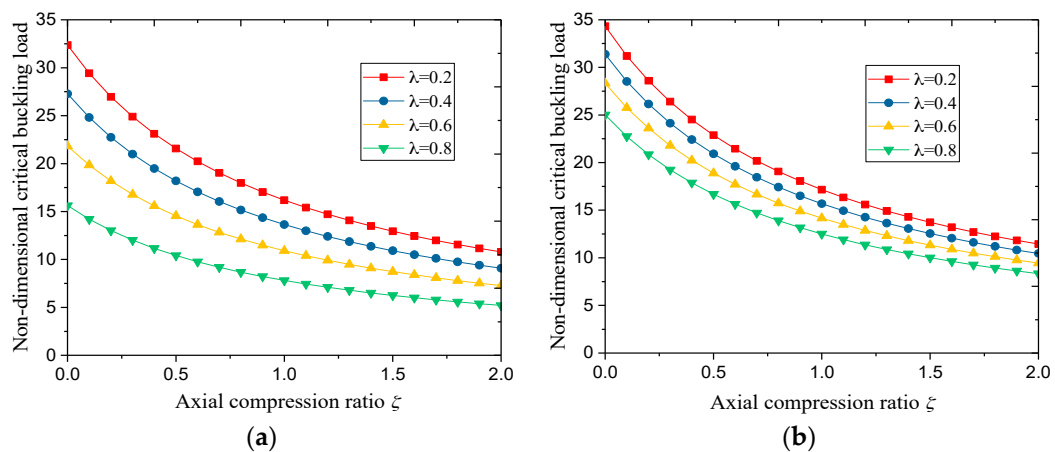 Non-dimensional critical buckling load
35
30
25
20
15
10
5
0
λ=0.2
λ=0.4
λ=0.6
λ=0.8
0.0 0.5 1.0 1.5 2.0
Axial compression ratio ζ
(a)
Non-dimensional critical buckling load
35
30
25
20
15
10
5
0
λ=0.2
λ=0.4
λ=0.6
λ=0.8
0.0 0.5 1.0 1.5 2.0
Axial compression ratio ζ
(b)